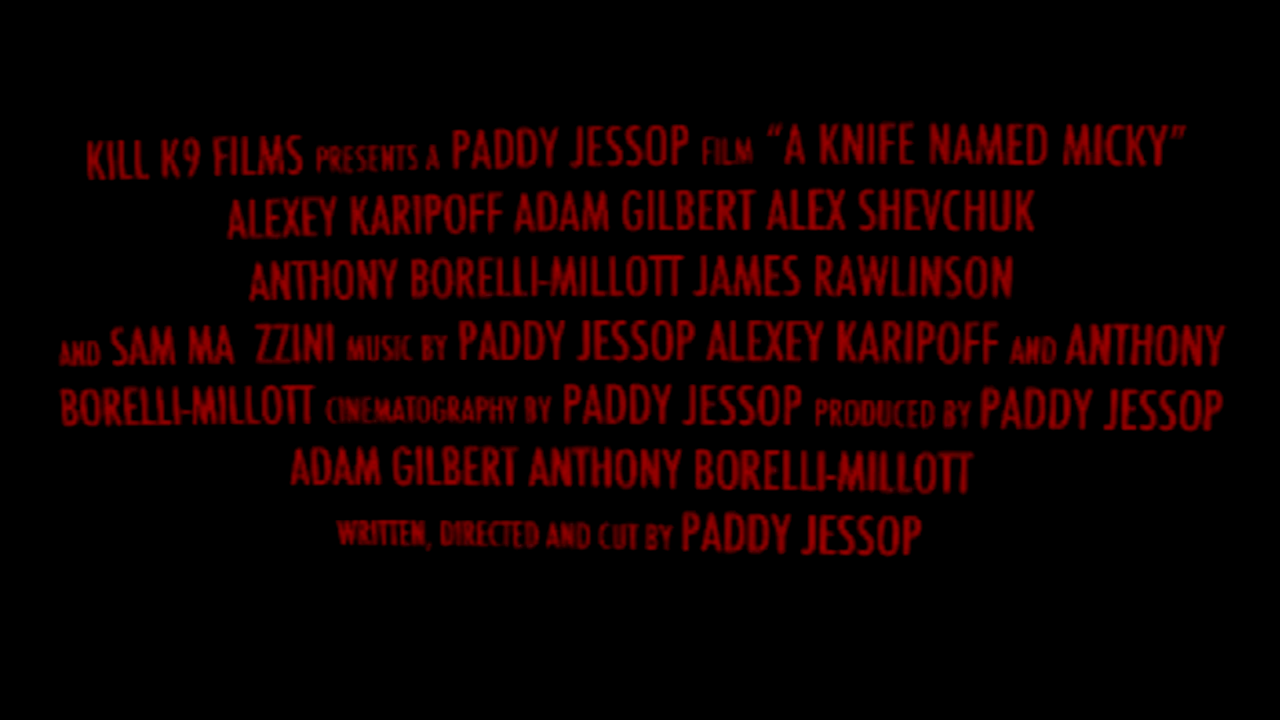 KILL K9 FILMS PRESENTS A PADDY JESSOP FILM “A KNIFE NAMED MICKY”
ALEXEY KARIPOFF ADAM GILBERT ALEX SHEVCHUK
ANTHONY BORELLI-MILLOTT JAMES RAWLINSON
AND SAM MA ZZINI MUSIC BY PADDY JESSOP ALEXEY KARIPOFF AND ANTHONY
BORELLI-MILLOTT CINEMATOGRAPHY BY PADDY JESSOP PRODUCED BY PADDY JESSOP
ADAM GILBERT ANTHONY BORELLI-MILLOTT
WRITTEN, DIRECTED AND CUT BY PADDY JESSOP